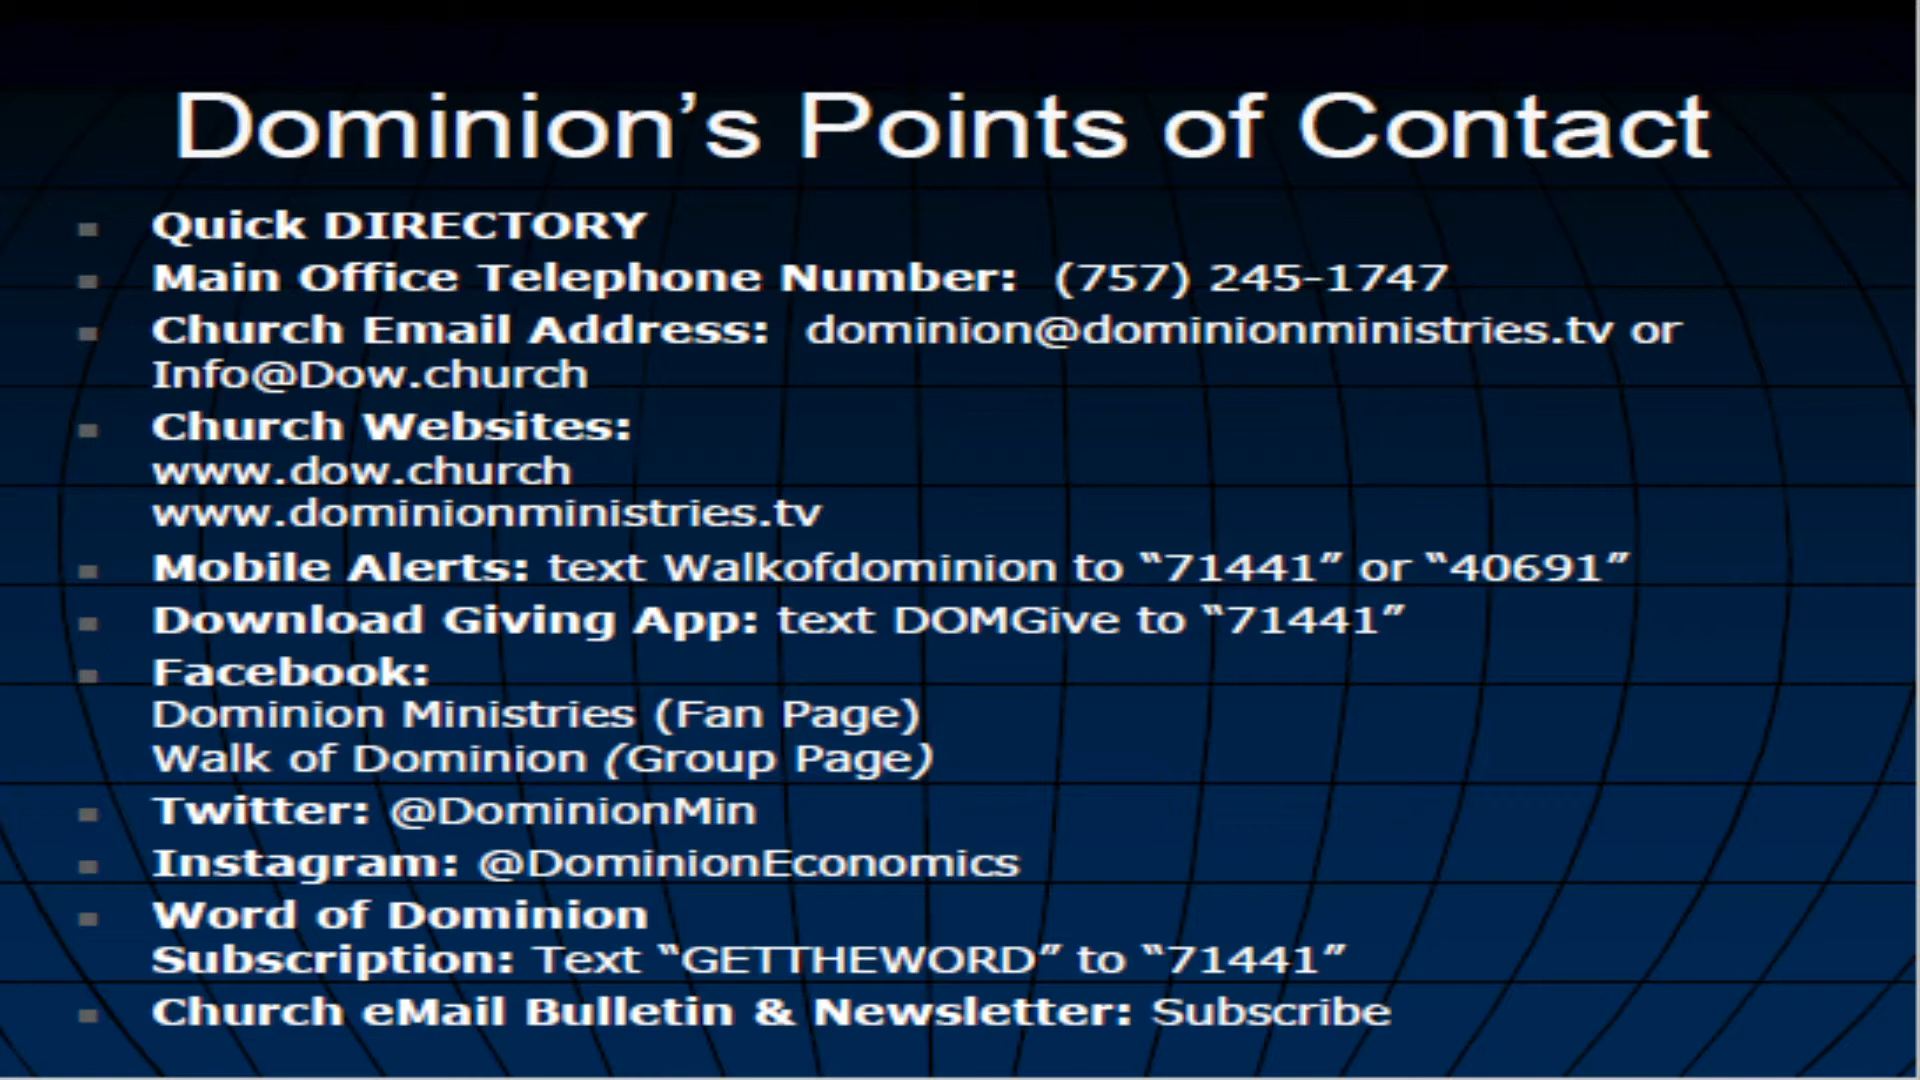 Dominion’s Points of Contact
Quick DIRECTORY
Main Office Telephone Number: (757) 245-1747
Church Email Address: dominion@dominionministries.tv or
Info@Dow.church
Church Websites:
www.dow.church
www.dominionministries.tv
Mobile Alerts: text Walkofdominion to “71441” or “40691”
Download Giving App: text DOMGive to “71441”
Facebook:
Dominion Ministries (Fan Page)
Walk of Dominion (Group Page)
Twitter: @DominionMin
Instagram: @DominionEconomics
Word of Dominion
Subscription: Text “GETTHEWORD” to “71441”
Church eMail Bulletin & Newsletter: Subscribe